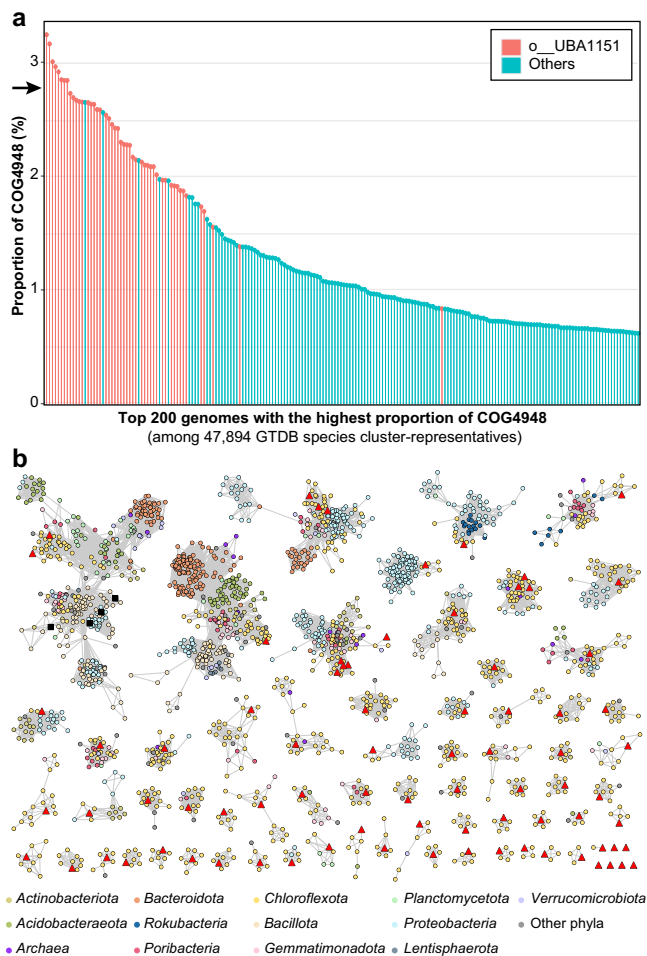 a
o__UBA1151
Others
3
2
1
0
Proportion of COG4948 (%)
Top 200 genomes with the highest proportion of COG4948
(among 47,894 GTDB species cluster-representatives)
b
Actinobacteriota
Bacteroidota
Chloroflexota
Planctomycetota
Verrucomicrobiota
Acidobacteraeota
Rokubacteria
Bacillota
Proteobacteria
Other phyla
Archaea
Poribacteria
Gemmatimonadota
Lentisphaerota